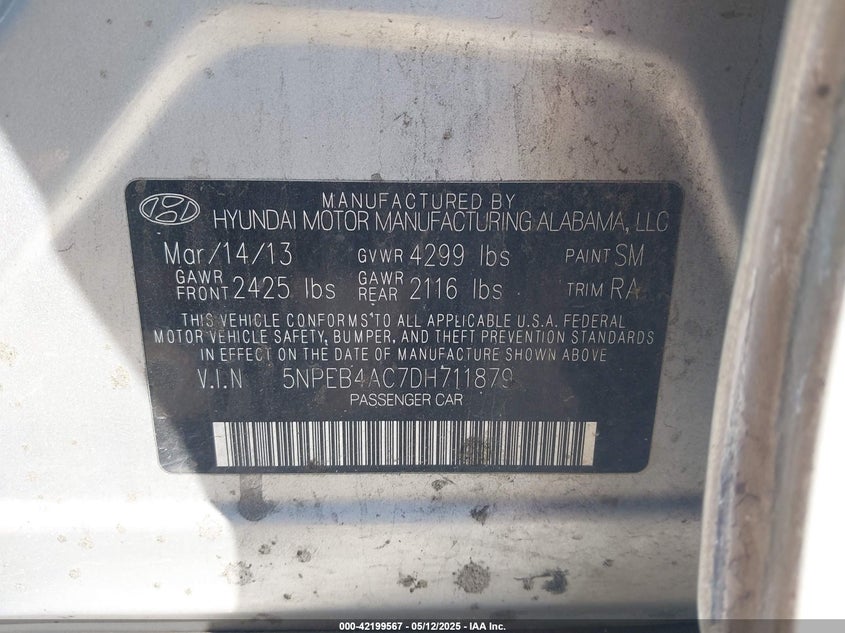 MANUFACTURED BY
HYUNDAI MOTOR MANUFACTURING ALABAMA, LLC
Mar/14/13 GVWR 4299 lbs PAINT SM
GAWR FRONT 2425 lbs GAWR REAR 2116 lbs TRIM RA
THIS VEHICLE CONFORMS TO ALL APPLICABLE U.S.A. FEDERAL
MOTOR VEHICLE SAFETY, BUMPER, AND THEFT PREVENTION STANDARDS
IN EFFECT ON THE DATE OF MANUFACTURE SHOWN ABOVE
V.I.N 5NPEB4AC7DH711879
PASSENGER CAR
000-42199567 - 05/12/2025 - IAA Inc.